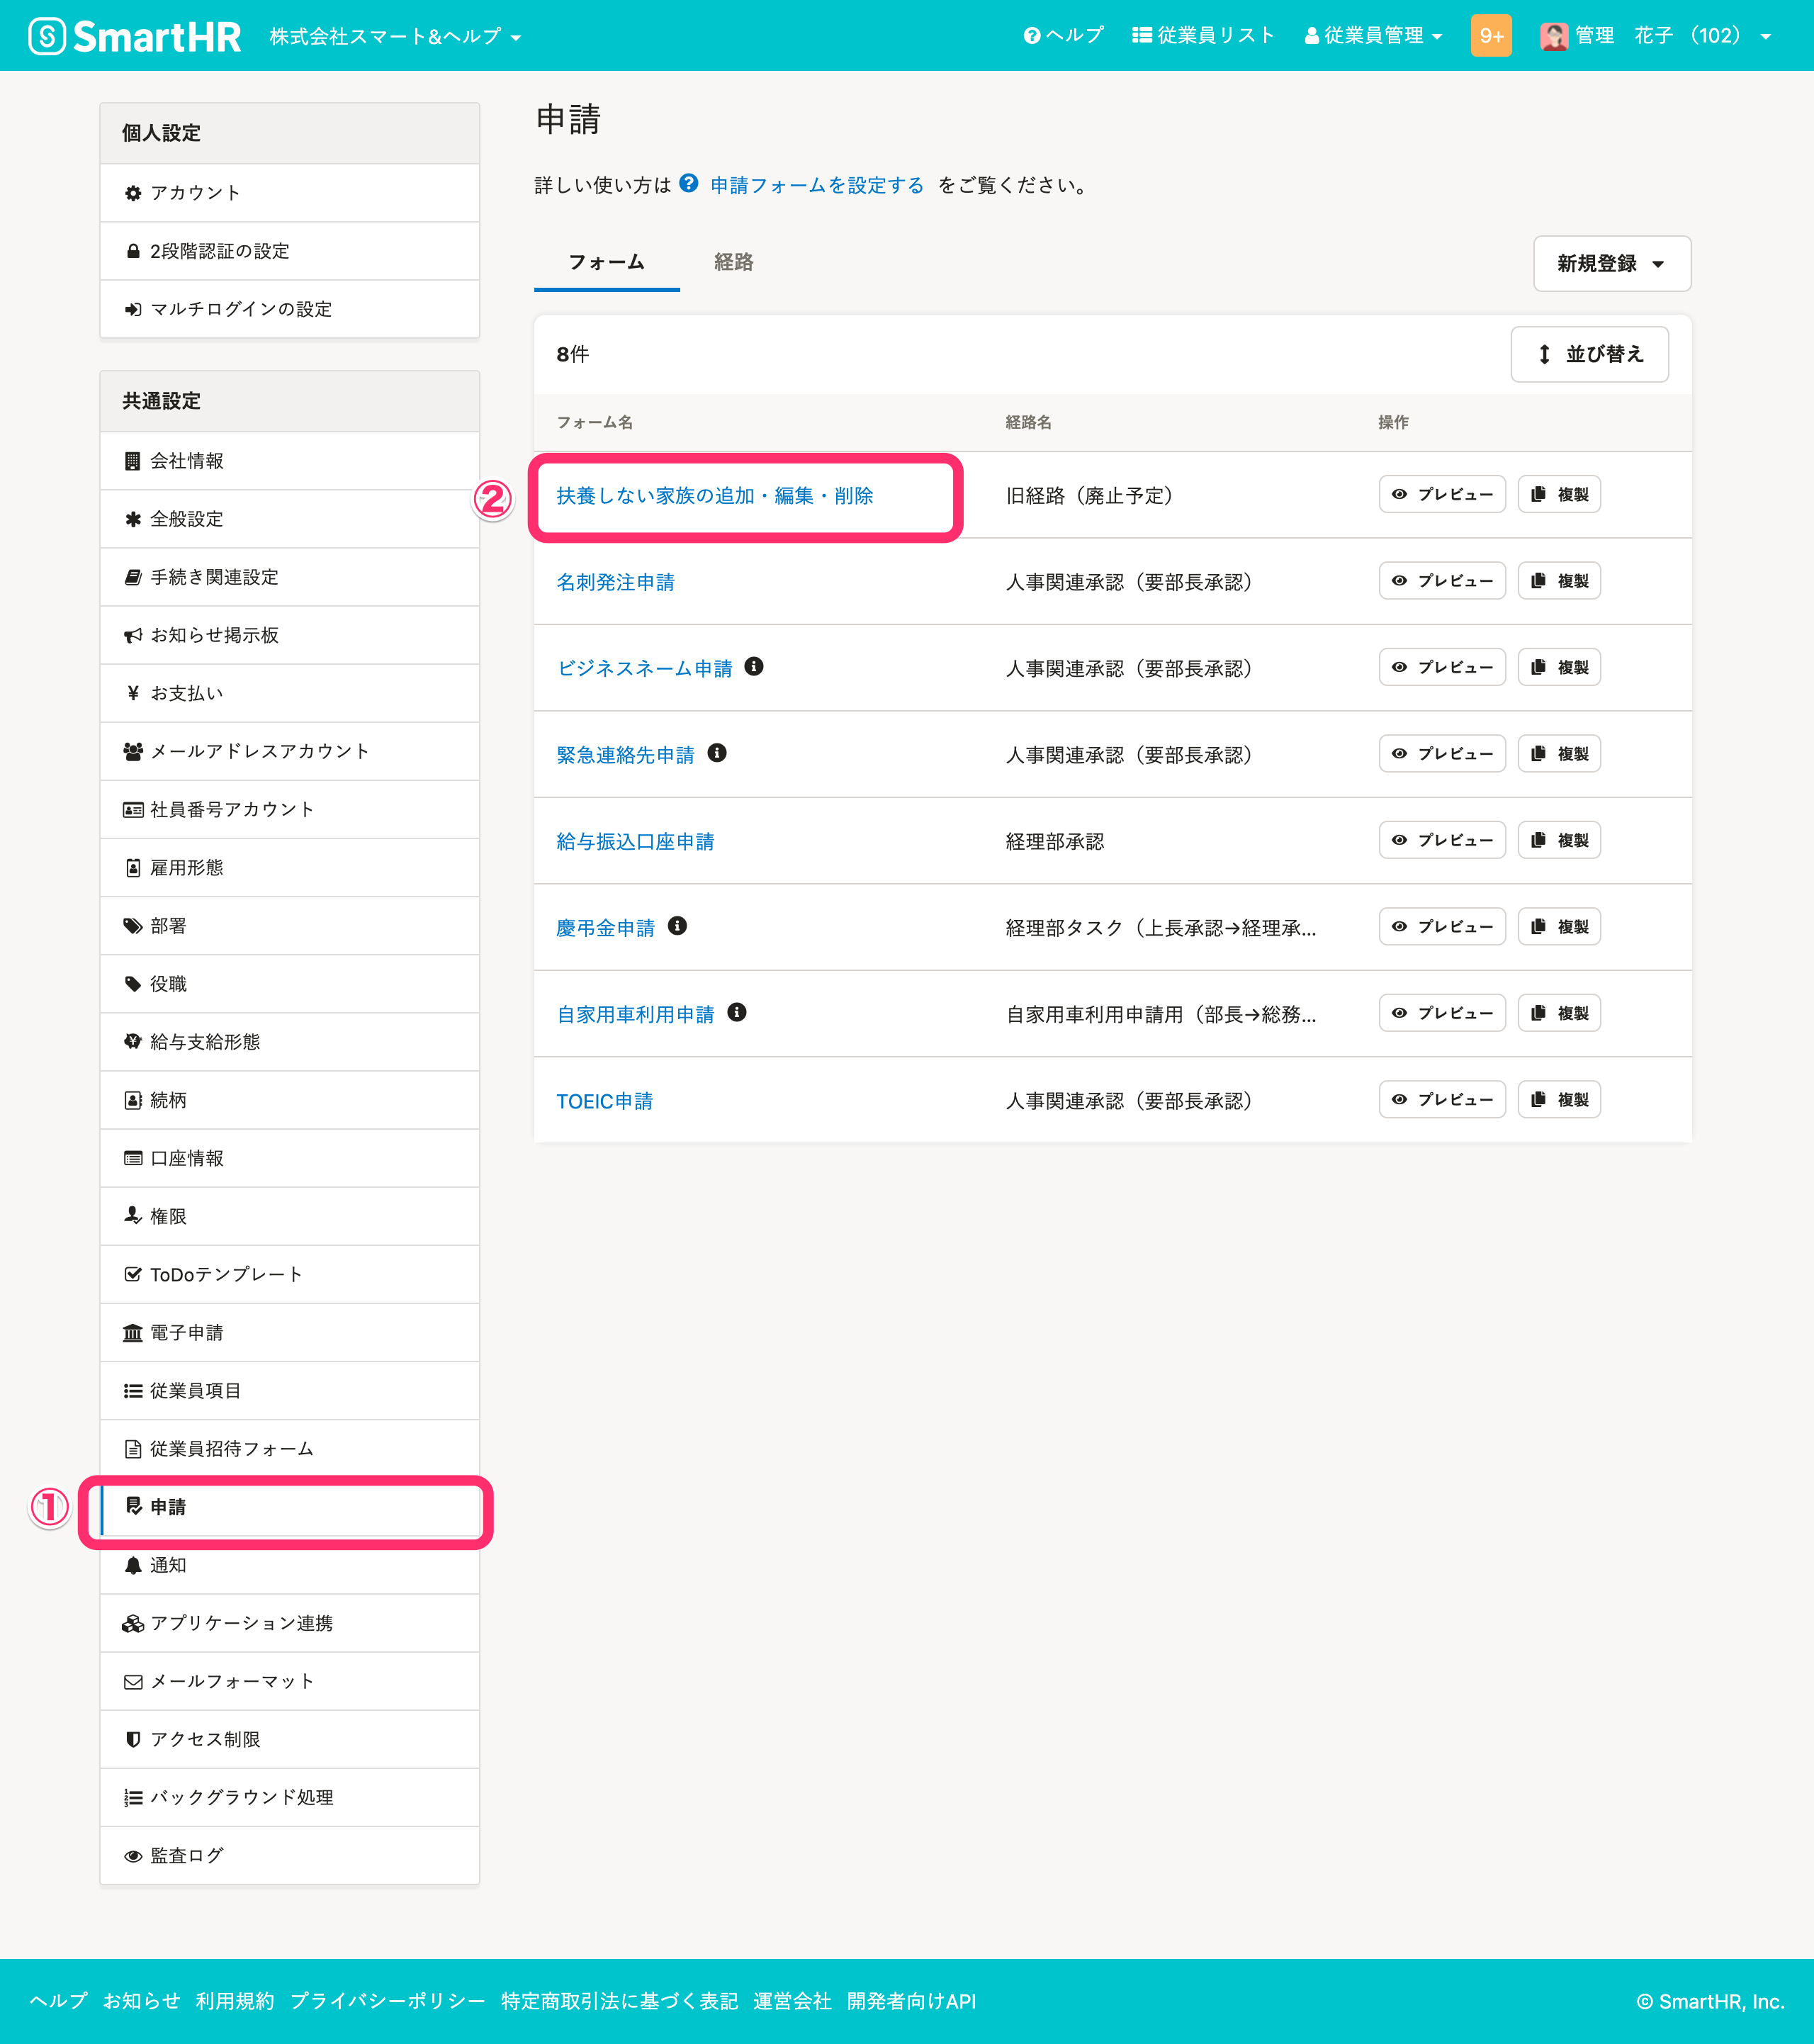 SmartHR 株式会社スマート&ヘルプ ヘルプ 従業員リスト 従業員管理 9+ 管理 花子 （102）
個人設定
アカウント
2段階認証の設定
マルチログインの設定
共通設定
会社情報
全般設定
手続き関連設定
お知らせ掲示板
¥ お支払い
メールアドレスアカウント
社員番号アカウント
雇用形態
部署
役職
給与支給形態
続柄
口座情報
権限
ToDoテンプレート
電子申請
従業員項目
従業員招待フォーム
① 申請
通知
アプリケーション連携
メールフォーマット
アクセス制限
バックグラウンド処理
監査ログ
申請
詳しい使い方は 申請フォームを設定する をご覧ください。
フォーム 経路 新規登録
8件 並び替え
フォーム名 経路名 操作
② 扶養しない家族の追加・編集・削除 旧経路（廃止予定） プレビュー 複製
名刺発注申請 人事関連承認（要部長承認） プレビュー 複製
ビジネスネーム申請 人事関連承認（要部長承認） プレビュー 複製
緊急連絡先申請 人事関連承認（要部長承認） プレビュー 複製
給与振込口座申請 経理部承認 プレビュー 複製
慶弔金申請 経理部タスク（上長承認→経理承... プレビュー 複製
自家用車利用申請 自家用車利用申請用（部長→総務... プレビュー 複製
TOEIC申請 人事関連承認（要部長承認） プレビュー 複製
ヘルプ お知らせ 利用規約 プライバシーポリシー 特定商取引法に基づく表記 運営会社 開発者向けAPI © SmartHR, Inc.